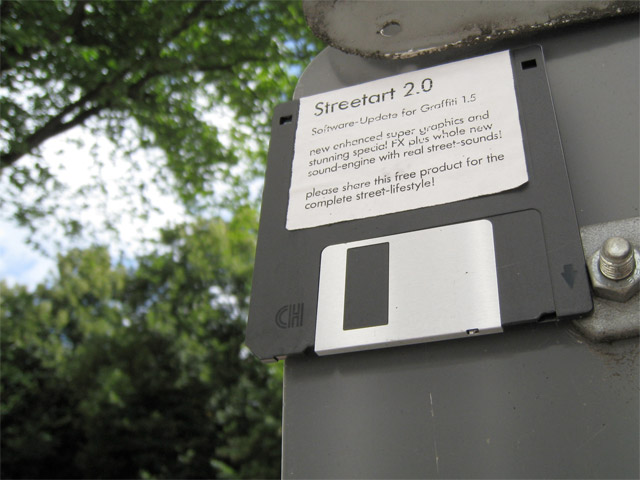 Streetart 2.0
Software-Update for Graffiti 1.5
new enhanced super graphics and
stunning special FX plus whole new
sound-engine with real street-sounds!
please share this free product for the
complete street-lifestyle!
CH